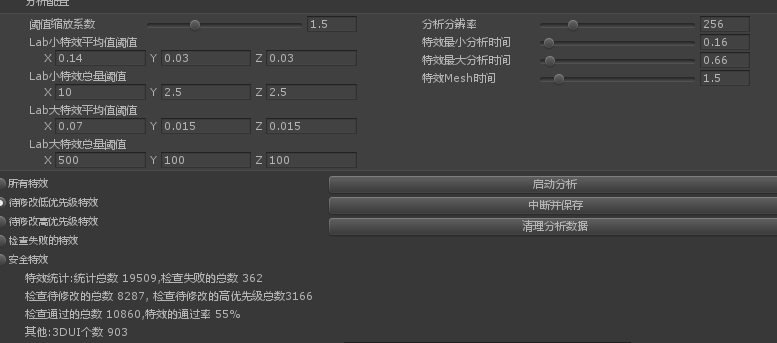 分析配置
阈值缩放系数 1.5
Lab小特效平均值阈值
X 0.14 Y 0.03 Z 0.03
Lab小特效总量阈值
X 10 Y 2.5 Z 2.5
Lab大特效平均值阈值
X 0.07 Y 0.015 Z 0.015
Lab大特效总量阈值
X 500 Y 100 Z 100
分析分辨率 256
特效最小分析时间 0.16
特效最大分析时间 0.66
特效Mesh时间 1.5
所有特效
待修改低优先级特效
待修改高优先级特效
检查失败的特效
安全特效
启动分析
中断并保存
清理分析数据
特效统计:统计总数 19509,检查失败的总数 362
检查待修改的总数 8287, 检查待修改的高优先级总数3166
检查通过的总数 10860,特效的通过率 55%
其他:3DUI个数 903